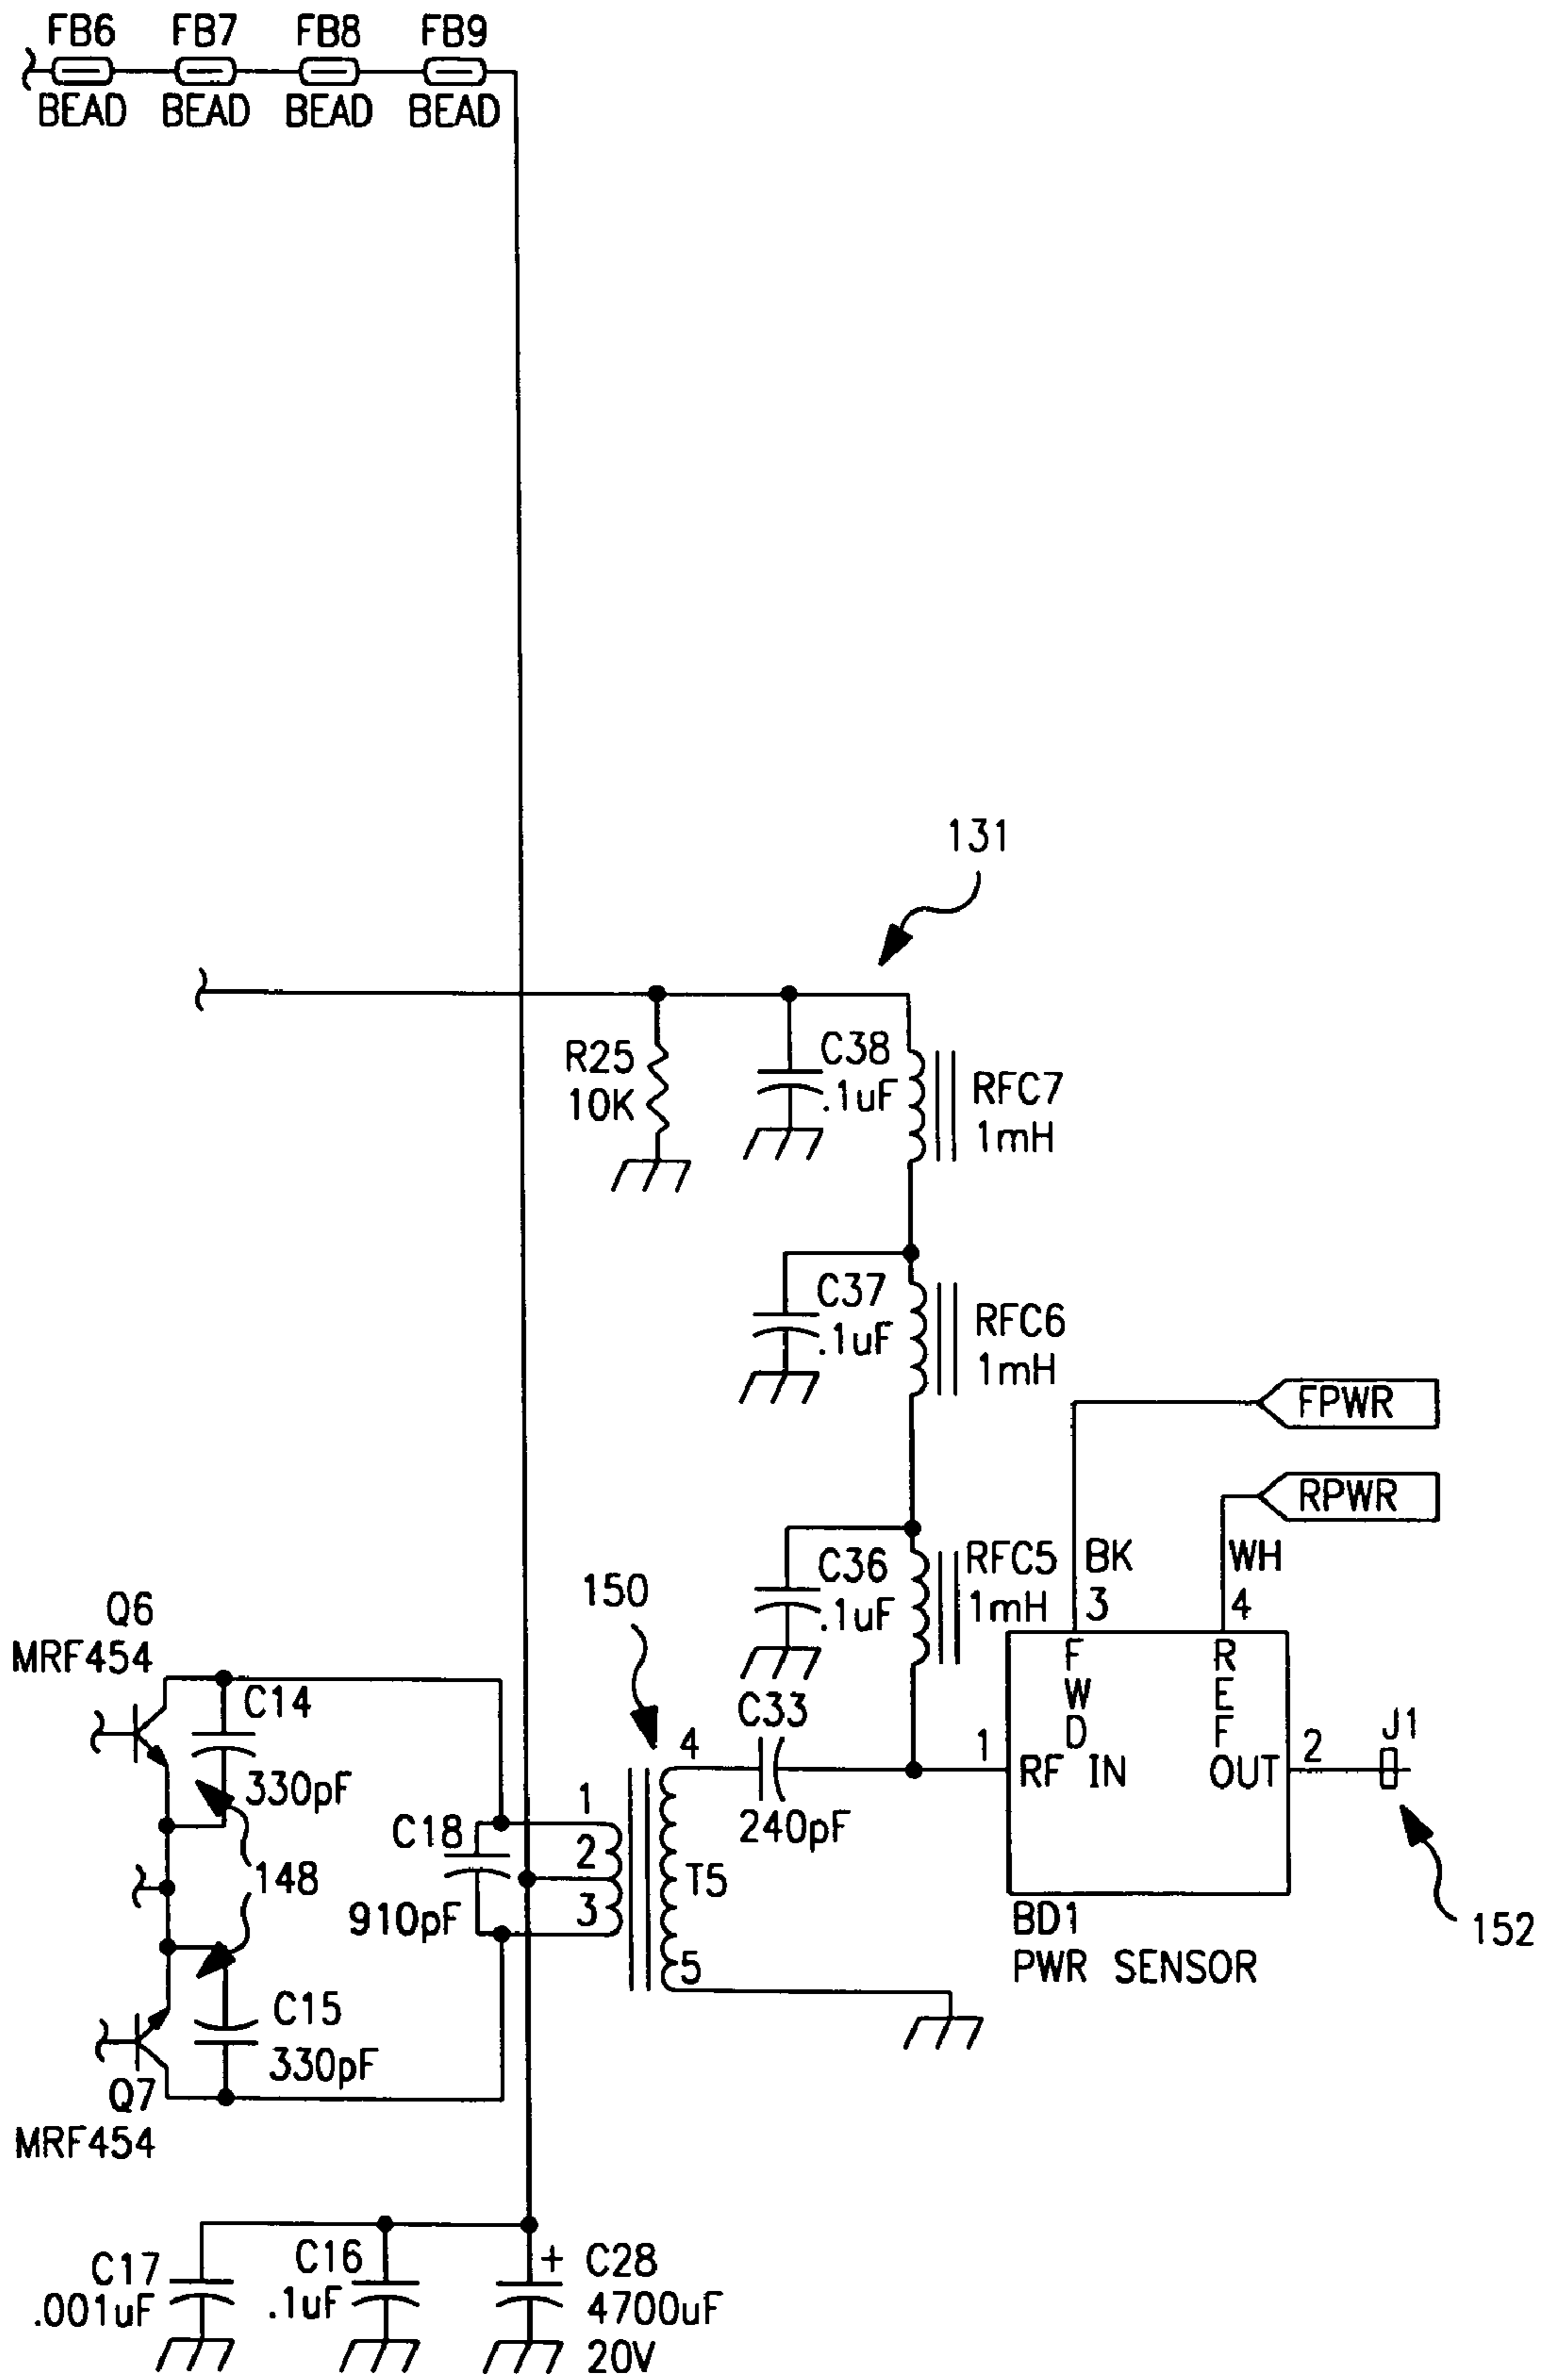 FB6 FB7 FB8 FB9
BEAD BEAD BEAD BEAD
131
R25
10K
C38
.1uF
RFC7
1mH
C37
.1uF
RFC6
1mH
FPWR
RPWR
C36
.1uF
RFC5
1mH
BK
3
WH
4
150
Q6
MRF454
C14
330pF
148
C18
910pF
1
2
3
T5
4
5
C33
240pF
1
FWD
REF
RF IN
OUT
2
J1
152
BD1
PWR SENSOR
C15
330pF
Q7
MRF454
C17
.001uF
C16
.1uF
+
C28
4700uF
20V